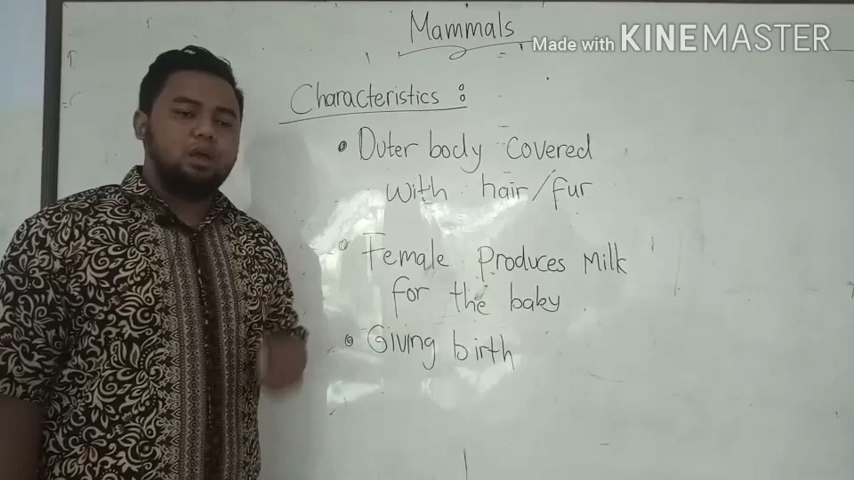 Mammals
Made with KINEMASTER
Characteristics :
• Outer body covered
with hair/fur
• Female Produces Milk
for the baby
• Giving birth